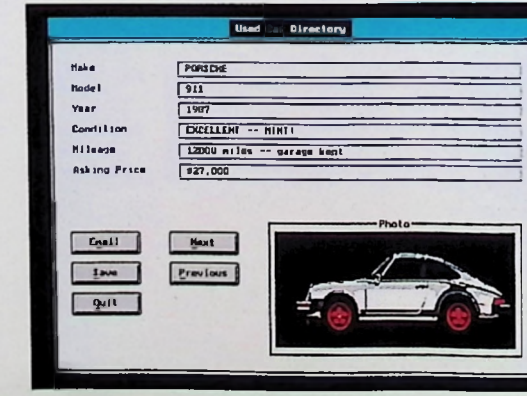 Used Directory
Make PORSCHE
Model 911
Year 1987
Condition EXCELLENT -- MINT!
Mileage 12000 miles -- garage kept
Asking Price $27,000
Photo
Email Next
Save Previous
Quit